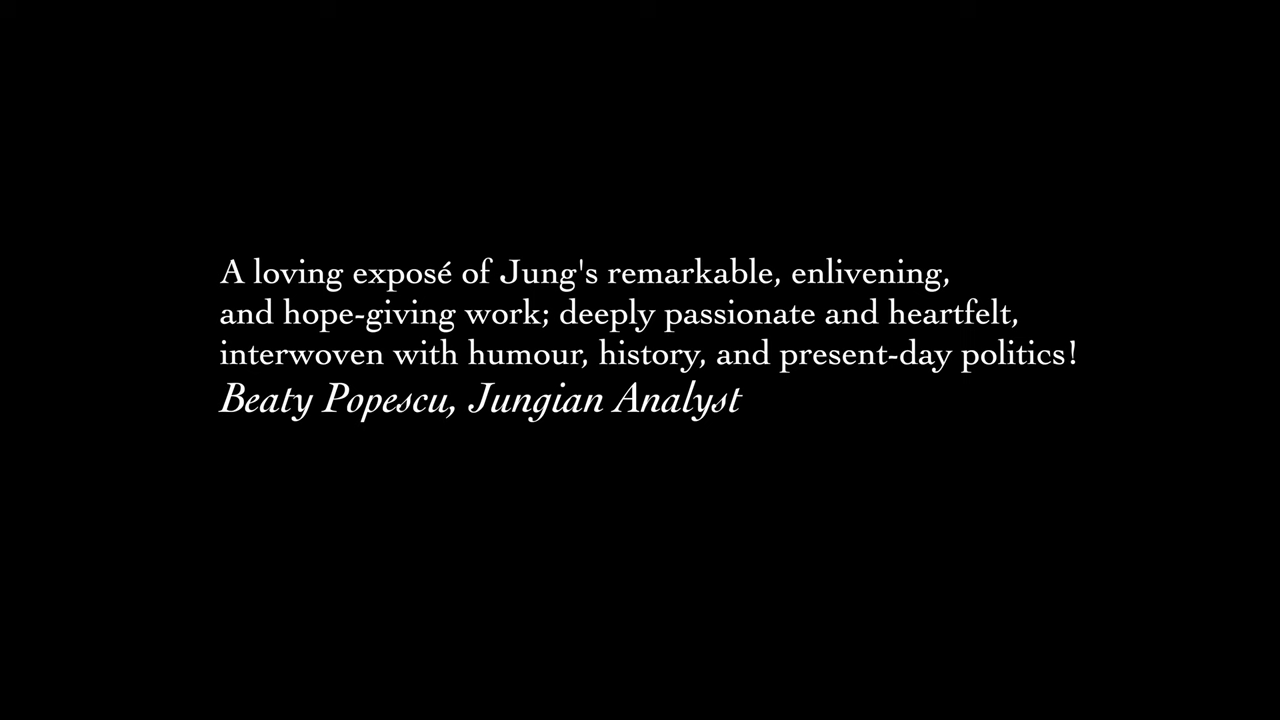 A loving exposé of Jung's remarkable, enlivening,
and hope-giving work; deeply passionate and heartfelt,
interwoven with humour, history, and present-day politics!
Beaty Popescu, Jungian Analyst